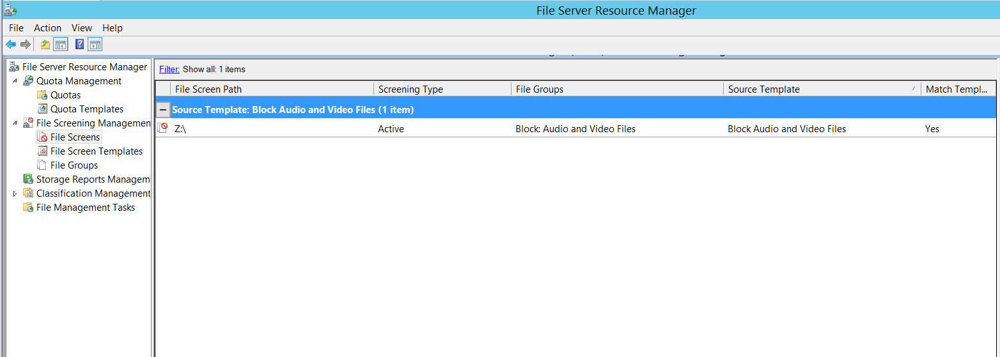 File Server Resource Manager
File Action View Help
File Server Resource Manager
Quota Management
Quotas
Quota Templates
File Screening Managemen
File Screens
File Screen Templates
File Groups
Storage Reports Managem
Classification Management
File Management Tasks
Filter: Show all: 1 items
File Screen Path Screening Type File Groups Source Template Match Templ...
Source Template: Block Audio and Video Files (1 item)
Z:\ Active Block: Audio and Video Files Block Audio and Video Files Yes